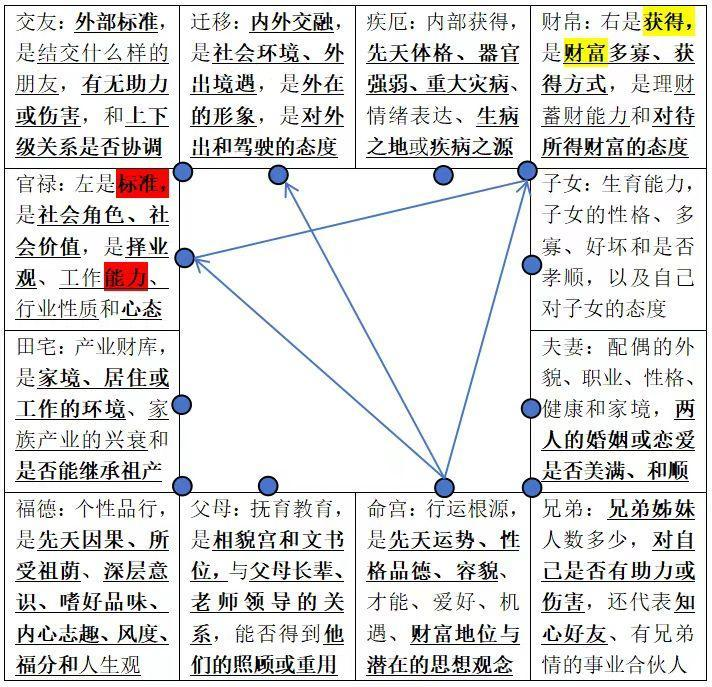 交友：外部标准，
是结交什么样的
朋友，有无助力
或伤害，和上下
级关系是否协调
迁移：内外交融，
是社会环境、外
出境遇，是外在
的形象，是对外
出和驾驶的态度
疾厄：内部获得，
先天体格、器官
强弱、重大灾病、
情绪表达、生病
之地或疾病之源
财帛：右是获得，
是财富多寡、获
得方式，是理财
蓄财能力和对待
所得财富的态度
官禄：左是标准，
是社会角色、社
会价值，是择业
观、工作能力、
行业性质和心态
子女：生育能力，
子女的性格、多
寡、好坏和是否
孝顺，以及自己
对子女的态度
田宅：产业财库，
是家境、居住或
工作的环境、家
族产业的兴衰和
是否能继承祖产
夫妻：配偶的外
貌、职业、性格、
健康和家境，两
人的婚姻或恋爱
是否美满、和顺
福德：个性品行，
是先天因果、所
受祖荫、深层意
识、嗜好品味、
内心志趣、风度、
福分和人生观
父母：抚育教育，
是相貌宫和文书
位，与父母长辈、
老师领导的关
系，能否得到他
们的照顾或重用
命宫：行运根源，
是先天运势、性
格品德、容貌、
才能、爱好、机
遇、财富地位与
潜在的思想观念
兄弟：兄弟姊妹
人数多少，对自
己是否有助力或
伤害，还代表知
心好友、有兄弟
情的事业合伙人